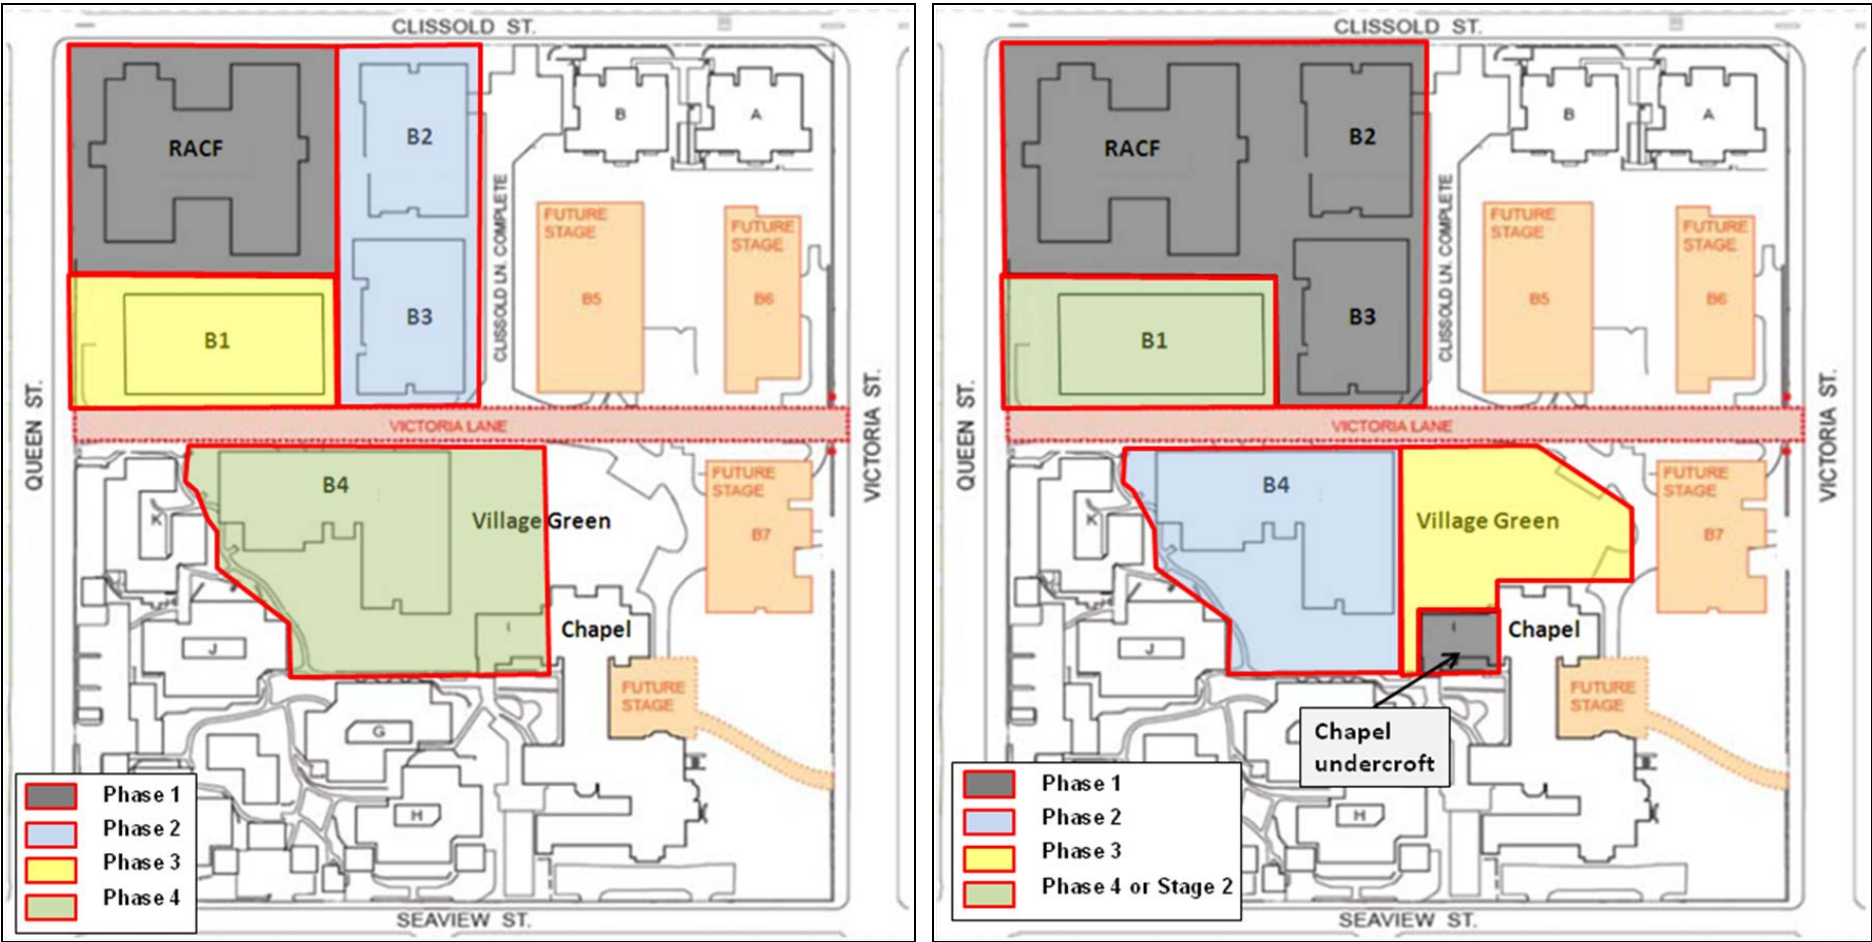 CLISSOLD ST.
RACF
B2
B
A
CLISSOLD LN. COMPLETE
FUTURE
STAGE
FUTURE
STAGE
B5
B6
B3
B1
QUEEN ST.
VICTORIA ST.
VICTORIA LANE
B4
Village Green
FUTURE
STAGE
B7
K
J
Chapel
FUTURE
STAGE
G
H
Phase 1
Phase 2
Phase 3
Phase 4
SEAVIEW ST.
CLISSOLD ST.
RACF
B2
B
A
CLISSOLD LN. COMPLETE
FUTURE
STAGE
FUTURE
STAGE
B5
B6
B3
B1
QUEEN ST.
VICTORIA ST.
VICTORIA LANE
B4
Village Green
FUTURE
STAGE
B7
K
J
Chapel
FUTURE
STAGE
Chapel
undercroft
H
Phase 1
Phase 2
Phase 3
Phase 4 or Stage 2
SEAVIEW ST.